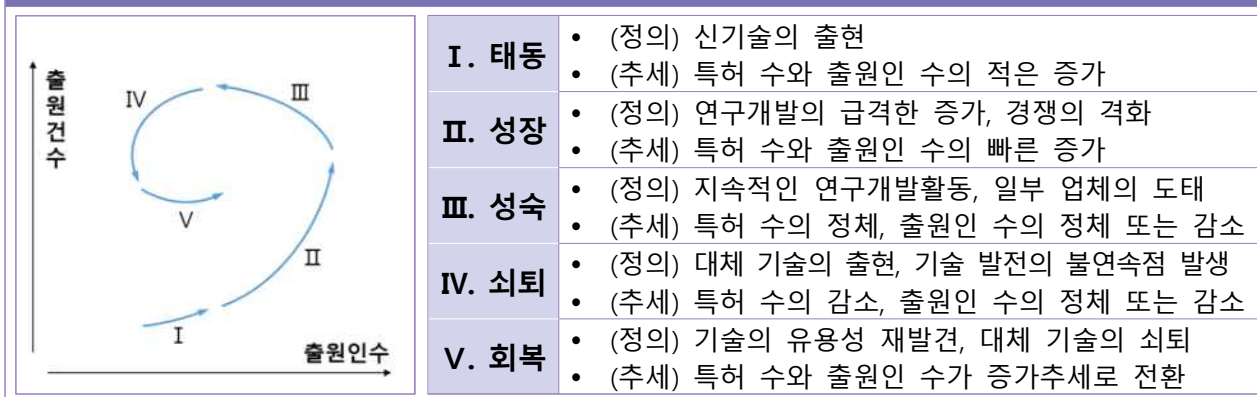 출원건수
Ⅳ
Ⅲ
Ⅴ
Ⅱ
Ⅰ
출원인수
Ⅰ. 태동
• (정의) 신기술의 출현
• (추세) 특허 수와 출원인 수의 적은 증가
Ⅱ. 성장
• (정의) 연구개발의 급격한 증가, 경쟁의 격화
• (추세) 특허 수와 출원인 수의 빠른 증가
Ⅲ. 성숙
• (정의) 지속적인 연구개발활동, 일부 업체의 도태
• (추세) 특허 수의 정체, 출원인 수의 정체 또는 감소
Ⅳ. 쇠퇴
• (정의) 대체 기술의 출현, 기술 발전의 불연속점 발생
• (추세) 특허 수의 감소, 출원인 수의 정체 또는 감소
Ⅴ. 회복
• (정의) 기술의 유용성 재발견, 대체 기술의 쇠퇴
• (추세) 특허 수와 출원인 수가 증가추세로 전환